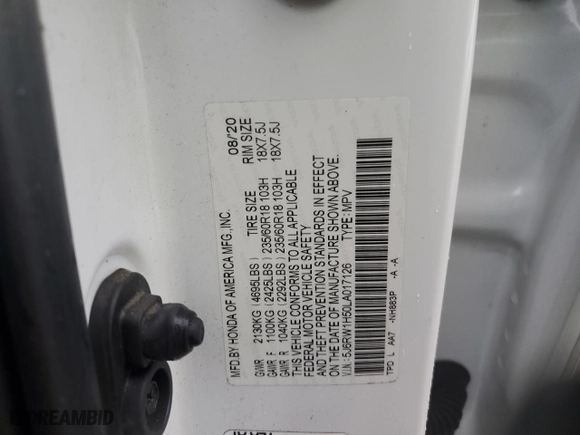 MFD.BY HONDA OF AMERICA MFG.,INC. 08/'20
TIRE SIZE RIM SIZE
GVWR 2130KG (4695LBS)
GAWR F 1100KG (2425LBS) 235/60R18 103H 18X7.5J
GAWR R 1040KG (2292LBS) 235/60R18 103H 18X7.5J
THIS VEHICLE CONFORMS TO ALL APPLICABLE
FEDERAL MOTOR VEHICLE SAFETY
AND THEFT PREVENTION STANDARDS IN EFFECT
ON THE DATE OF MANUFACTURE SHOWN ABOVE.
V.I.N.: 5J6RW1H50LA017126 TYPE: MPV
TPD L AA7 -NH883P -A -A
DREAMBID